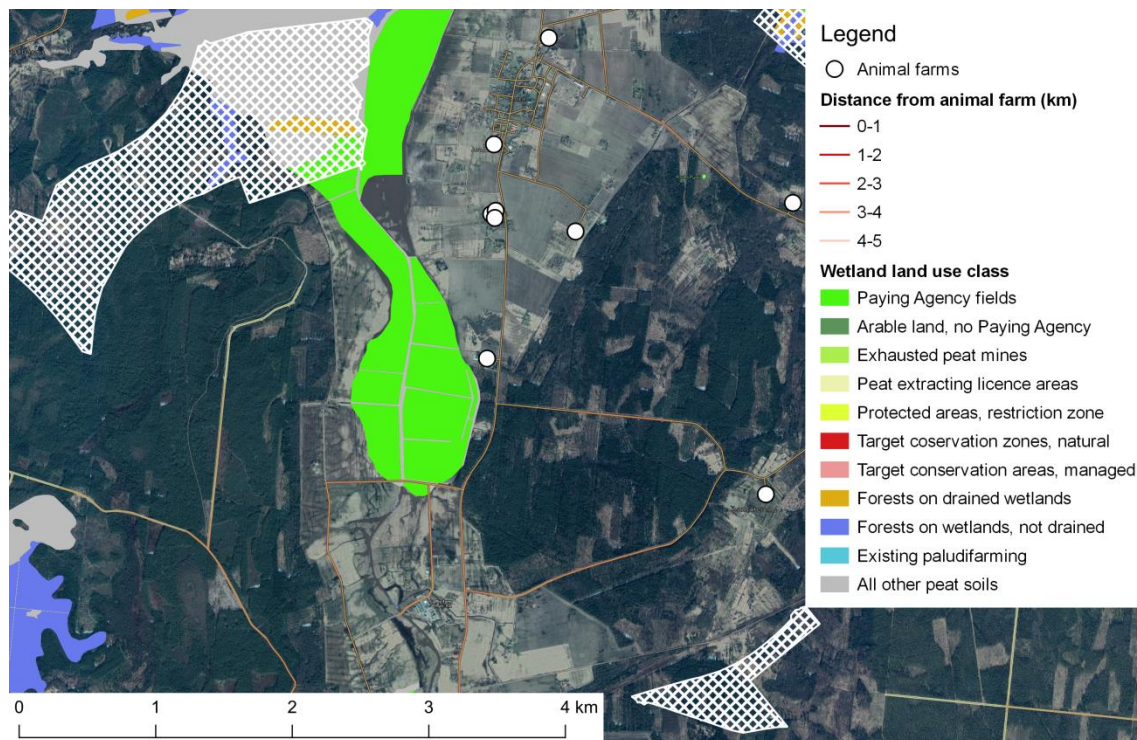 Legend
Animal farms
Distance from animal farm (km)
0-1
1-2
2-3
3-4
4-5
Wetland land use class
Paying Agency fields
Arable land, no Paying Agency
Exhausted peat mines
Peat extracting licence areas
Protected areas, restriction zone
Target coservation zones, natural
Target conservation areas, managed
Forests on drained wetlands
Forests on wetlands, not drained
Existing paludifarming
All other peat soils
0 1 2 3 4 km